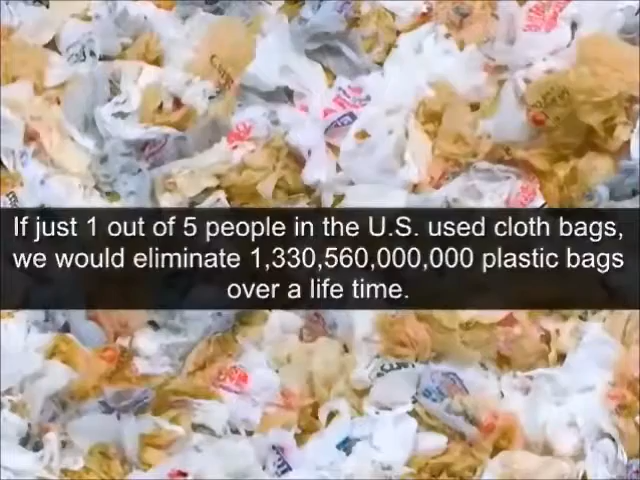 If just 1 out of 5 people in the U.S. used cloth bags,
we would eliminate 1,330,560,000,000 plastic bags
over a life time.